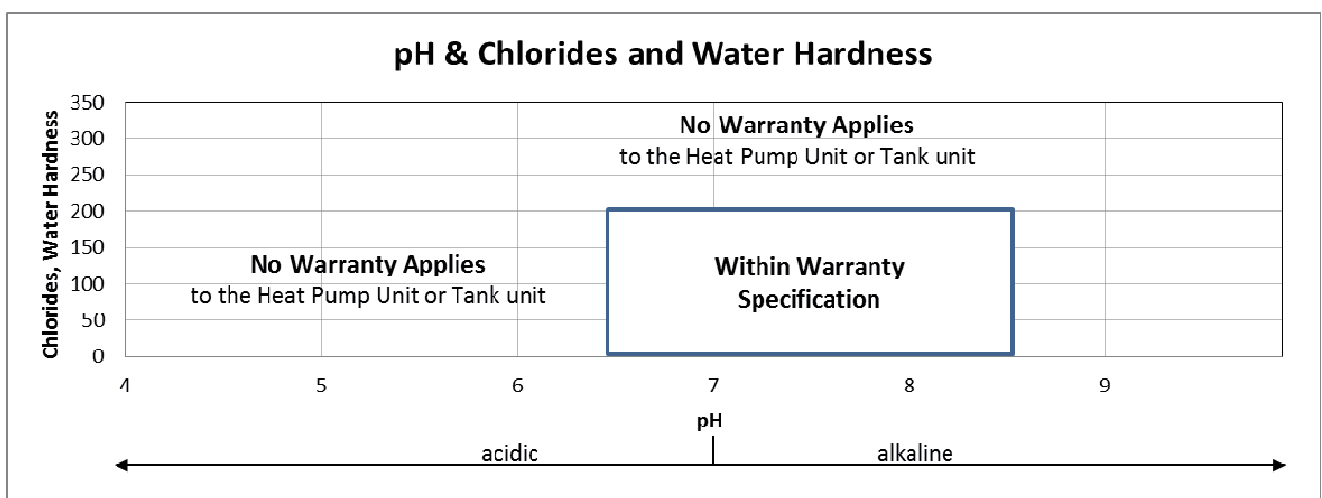 pH & Chlorides and Water Hardness
Chlorides, Water Hardness
350
300
250
200
150
100
50
0
No Warranty Applies
to the Heat Pump Unit or Tank unit
No Warranty Applies
to the Heat Pump Unit or Tank unit
Within Warranty
Specification
4 5 6 7 8 9
pH
acidic alkaline